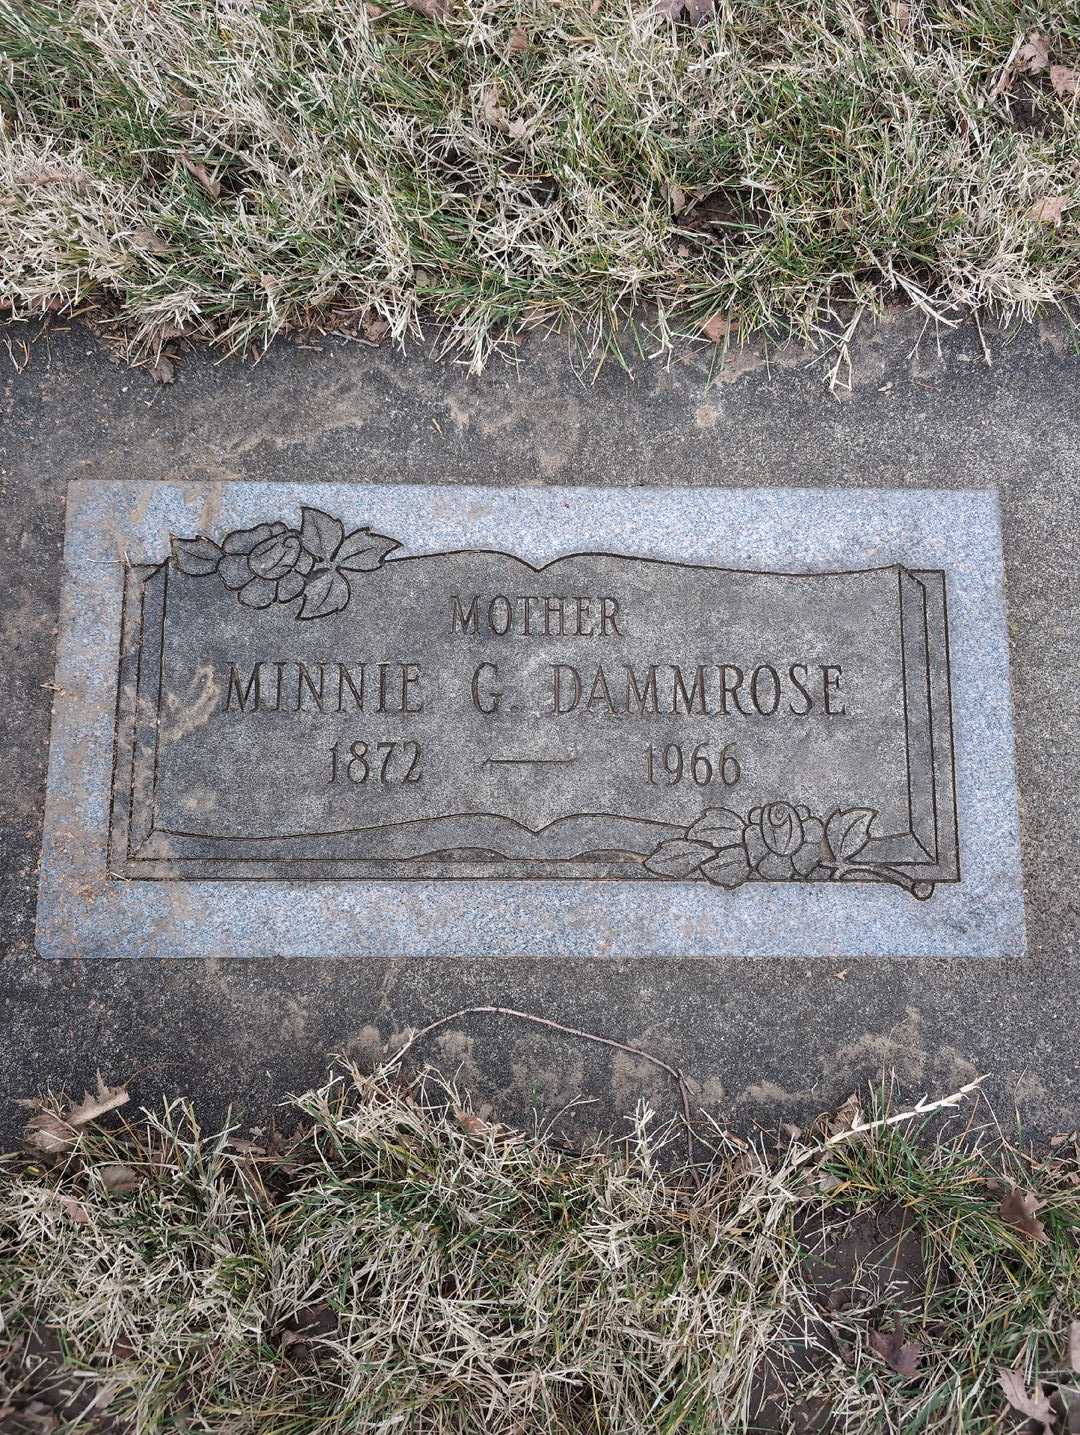 MOTHER
MINNIE G. DAMMROSE
1872 — 1966